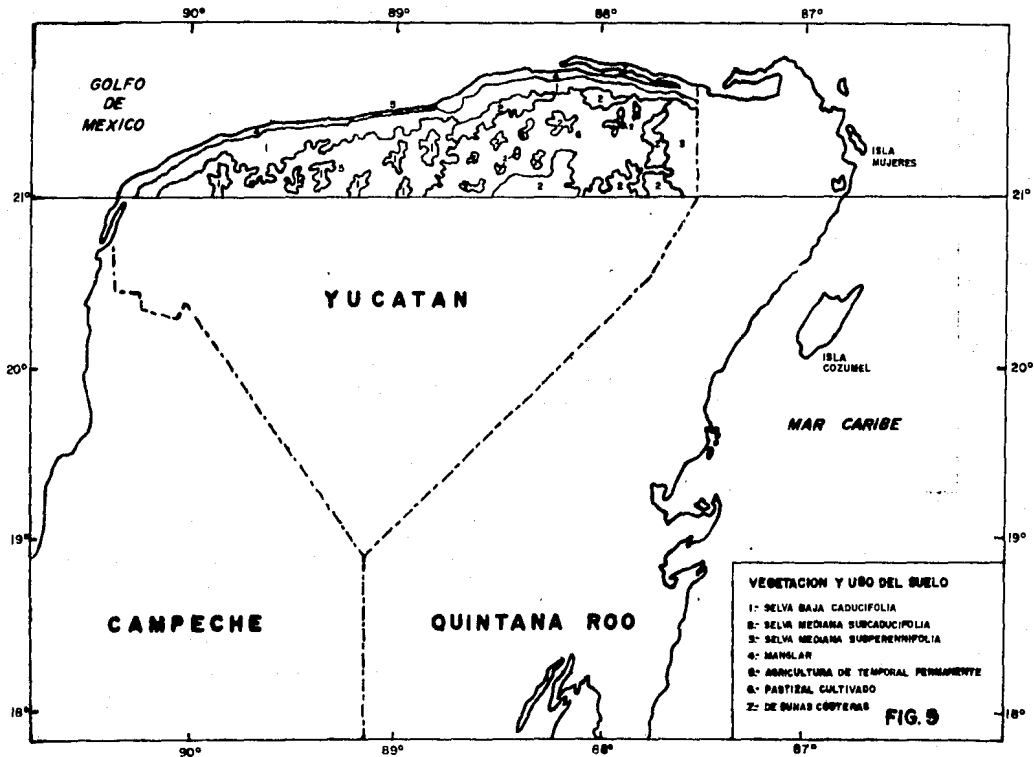 90° 89° 88° 87°
GOLFO
DE
MEXICO
ISLA
MUJERES
21° 21°
YUCATAN
20° 20°
ISLA
COZUMEL
MAR CARIBE
19° 19°
VEGETACION Y USO DEL SUELO
1.- SELVA BAJA CADUCIFOLIA
2.- SELVA MEDIANA SUBCADUCIFOLIA
3.- SELVA MEDIANA SUBPERENNIFOLIA
4.- MANGLAR
5.- AGRICULTURA DE TEMPORAL PERMANENTE
6.- PASTIZAL CULTIVADO
7.- DE DUNAS COSTERAS
FIG. 9
CAMPECHE QUINTANA ROO
18° 18°
90° 89° 88° 87°